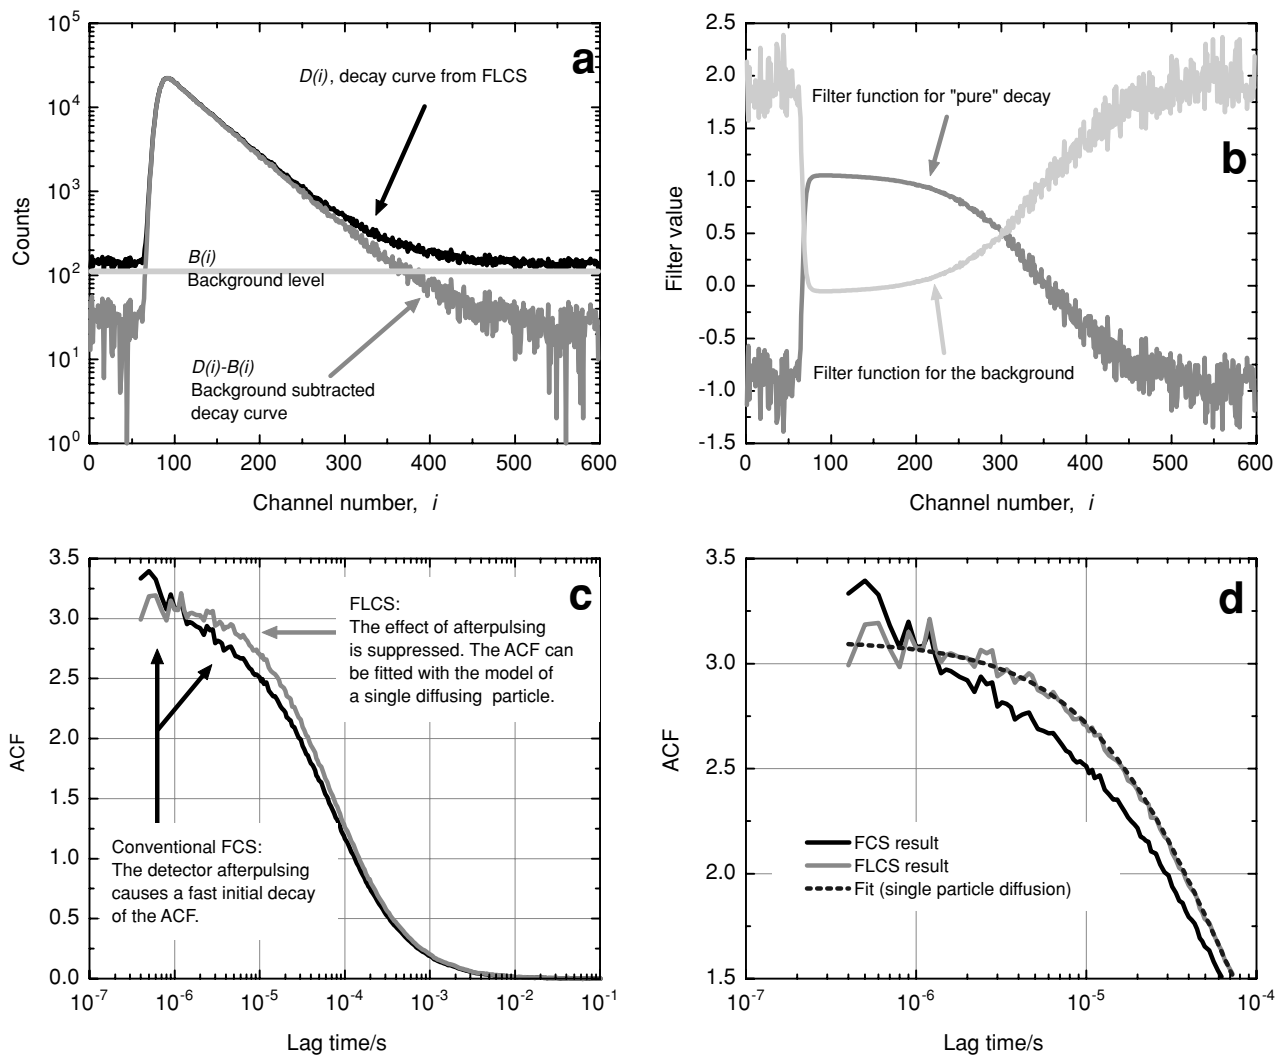 a
D(i), decay curve from FLCS
B(i)
Background level
D(i)-B(i)
Background subtracted
decay curve
Counts
10^5
10^4
10^3
10^2
10^1
10^0
0 100 200 300 400 500 600
Channel number, i
b
Filter function for "pure" decay
Filter function for the background
Filter value
2.5
2.0
1.5
1.0
0.5
0.0
-0.5
-1.0
-1.5
0 100 200 300 400 500 600
Channel number, i
c
FLCS:
The effect of afterpulsing
is suppressed. The ACF can
be fitted with the model of
a single diffusing particle.
Conventional FCS:
The detector afterpulsing
causes a fast initial decay
of the ACF.
ACF
3.5
3.0
2.5
2.0
1.5
1.0
0.5
0.0
10^-7 10^-6 10^-5 10^-4 10^-3 10^-2 10^-1
Lag time/s
d
FCS result
FLCS result
Fit (single particle diffusion)
ACF
3.5
3.0
2.5
2.0
1.5
10^-7 10^-6 10^-5 10^-4
Lag time/s